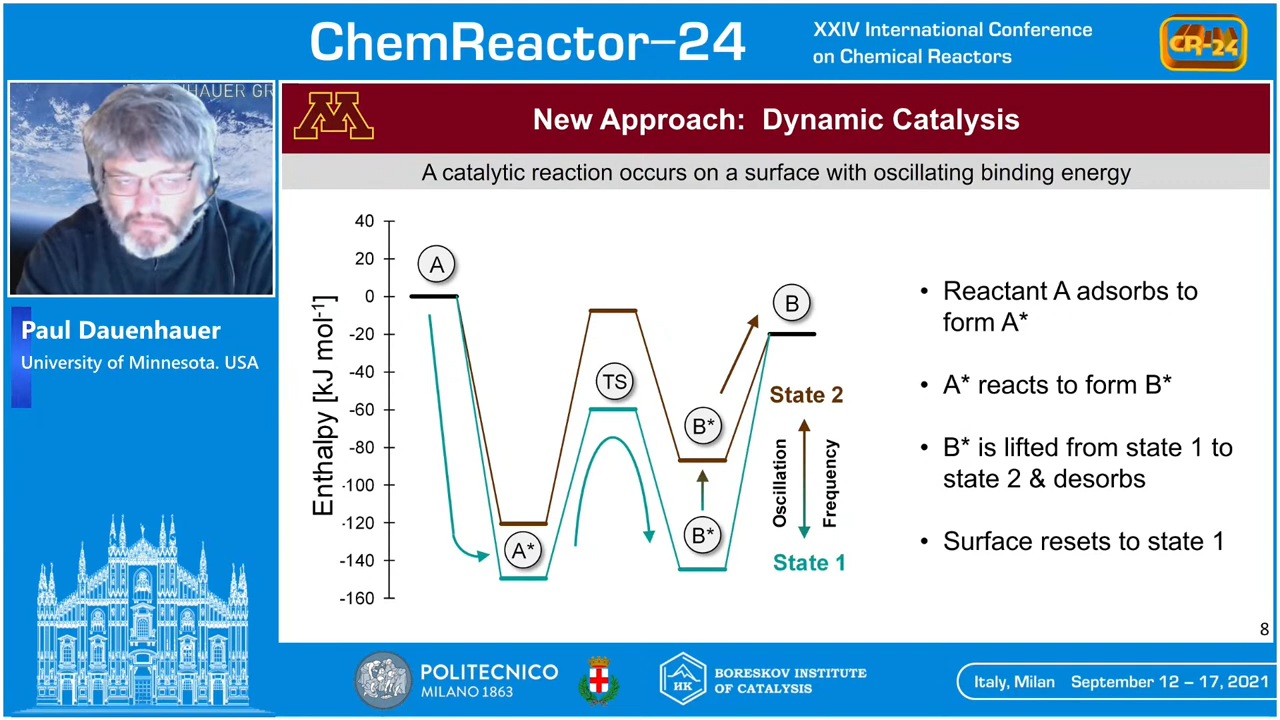 ChemReactor–24
XXIV International Conference
on Chemical Reactors
CR-24
HAUER GR
Paul Dauenhauer
University of Minnesota. USA
M
New Approach: Dynamic Catalysis
A catalytic reaction occurs on a surface with oscillating binding energy
Enthalpy [kJ mol-1]
40
20
0
-20
-40
-60
-80
-100
-120
-140
-160
A
A*
TS
B*
B*
B
State 2
Oscillation
Frequency
State 1
• Reactant A adsorbs to
form A*
• A* reacts to form B*
• B* is lifted from state 1 to
state 2 & desorbs
• Surface resets to state 1
8
POLITECNICO
MILANO 1863
НК
BORESKOV INSTITUTE
OF CATALYSIS
Italy, Milan September 12 – 17, 2021